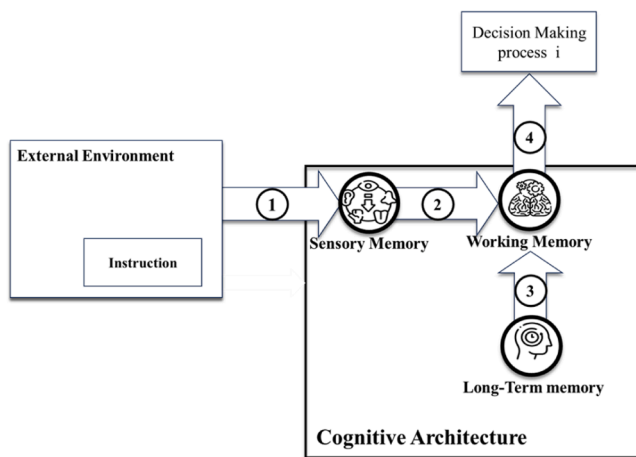 Decision Making
process i
External Environment
Instruction
1
2
4
Sensory Memory
Working Memory
3
Long-Term memory
Cognitive Architecture